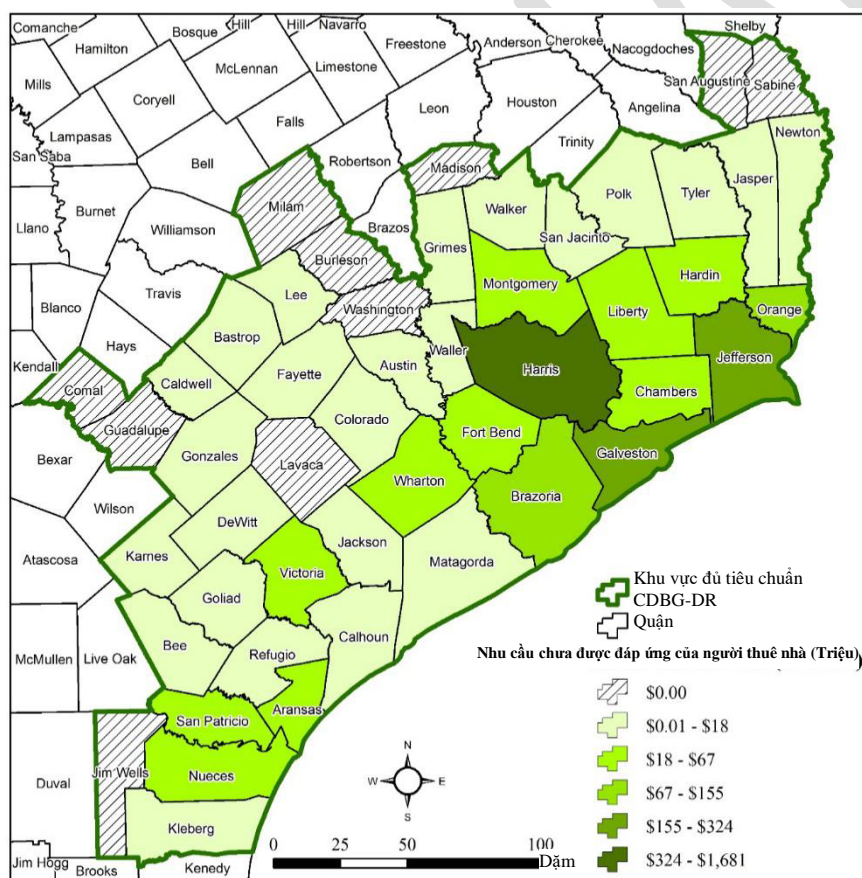 Comanche
Hamilton
Bosque
Hill
Hill
Navarro
Freestone
Anderson
Cherokee
Nacogdoches
Shelby
Mills
McLennan
Limestone
San Augustine
Sabine
Coryell
Leon
Houston
Angelina
Lampasas
Falls
Newton
San Saba
Bell
Robertson
Madison
Trinity
Jasper
Burnet
Milam
Walker
Polk
Tyler
Llano
Williamson
Brazos
Grimes
San Jacinto
Burleson
Hardin
Travis
Lee
Montgomery
Blanco
Washington
Liberty
Orange
Bastrop
Hays
Waller
Jefferson
Kendall
Caldwell
Fayette
Austin
Harris
Comal
Chambers
Guadalupe
Colorado
Fort Bend
Bexar
Gonzales
Lavaca
Galveston
Wharton
Brazoria
Wilson
DeWitt
Jackson
Atascosa
Karnes
Matagorda
Victoria
Goliad
Calhoun
Bee
Refugio
McMullen
Live Oak
Aransas
San Patricio
Duval
Jim Wells
Nueces
Kleberg
Jim Hogg
Brooks
Kenedy
Khu vực đủ tiêu chuẩn
CDBG-DR
Quận
Nhu cầu chưa được đáp ứng của người thuê nhà (Triệu)
$0.00
$0.01 - $18
$18 - $67
$67 - $155
$155 - $324
$324 - $1,681
N
W E
S
0 25 50 100 Dặm